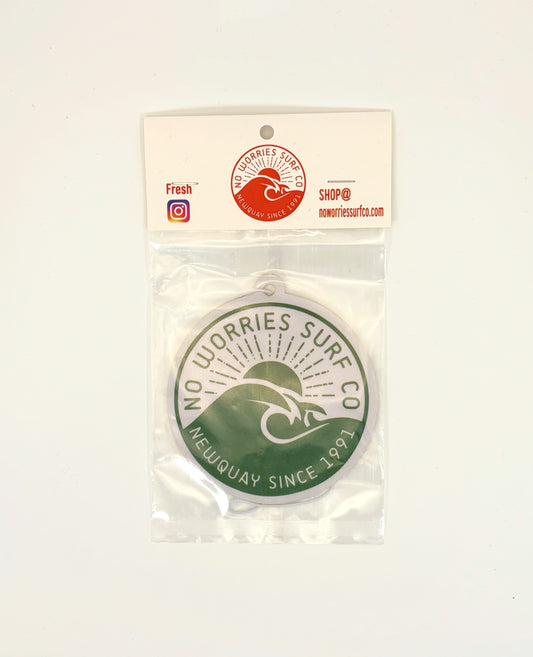 NO WORRIES SURF CO
NEWQUAY SINCE 1991
Fresh
SHOP@
noworriessurfco.com
NO WORRIES SURF CO
NEWQUAY SINCE 1991